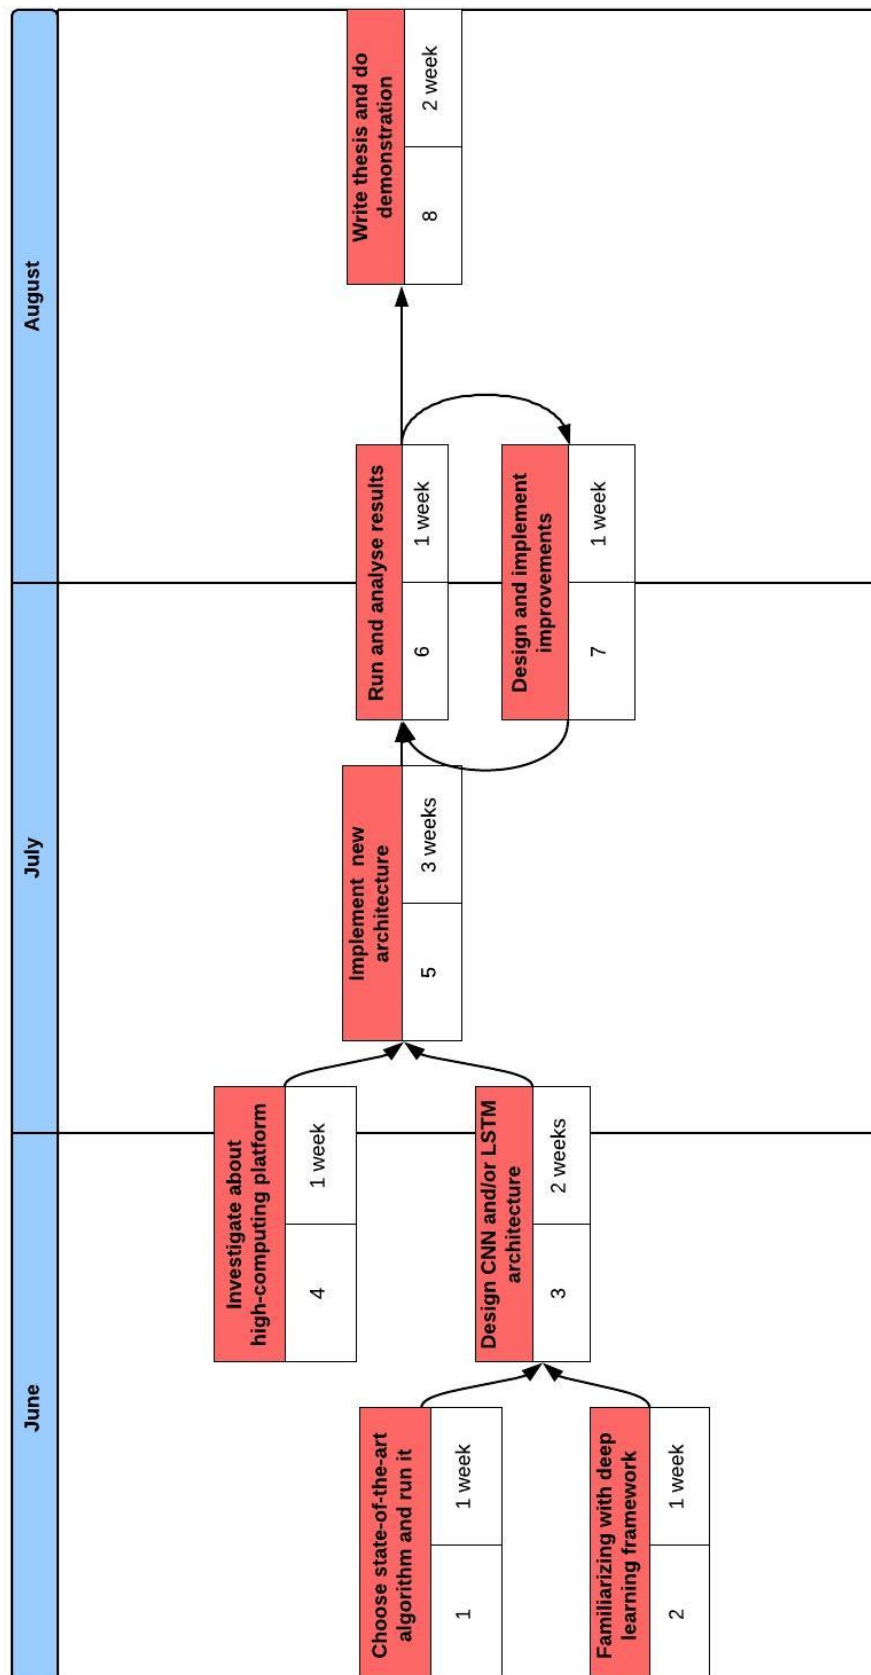 June
July
August
Choose state-of-the-art
algorithm and run it
1
1 week
Familiarizing with deep
learning framework
2
1 week
Investigate about
high-computing platform
4
1 week
Design CNN and/or LSTM
architecture
3
2 weeks
Implement new
architecture
5
3 weeks
Run and analyse results
6
1 week
Design and implement
improvements
7
1 week
Write thesis and do
demonstration
8
2 week